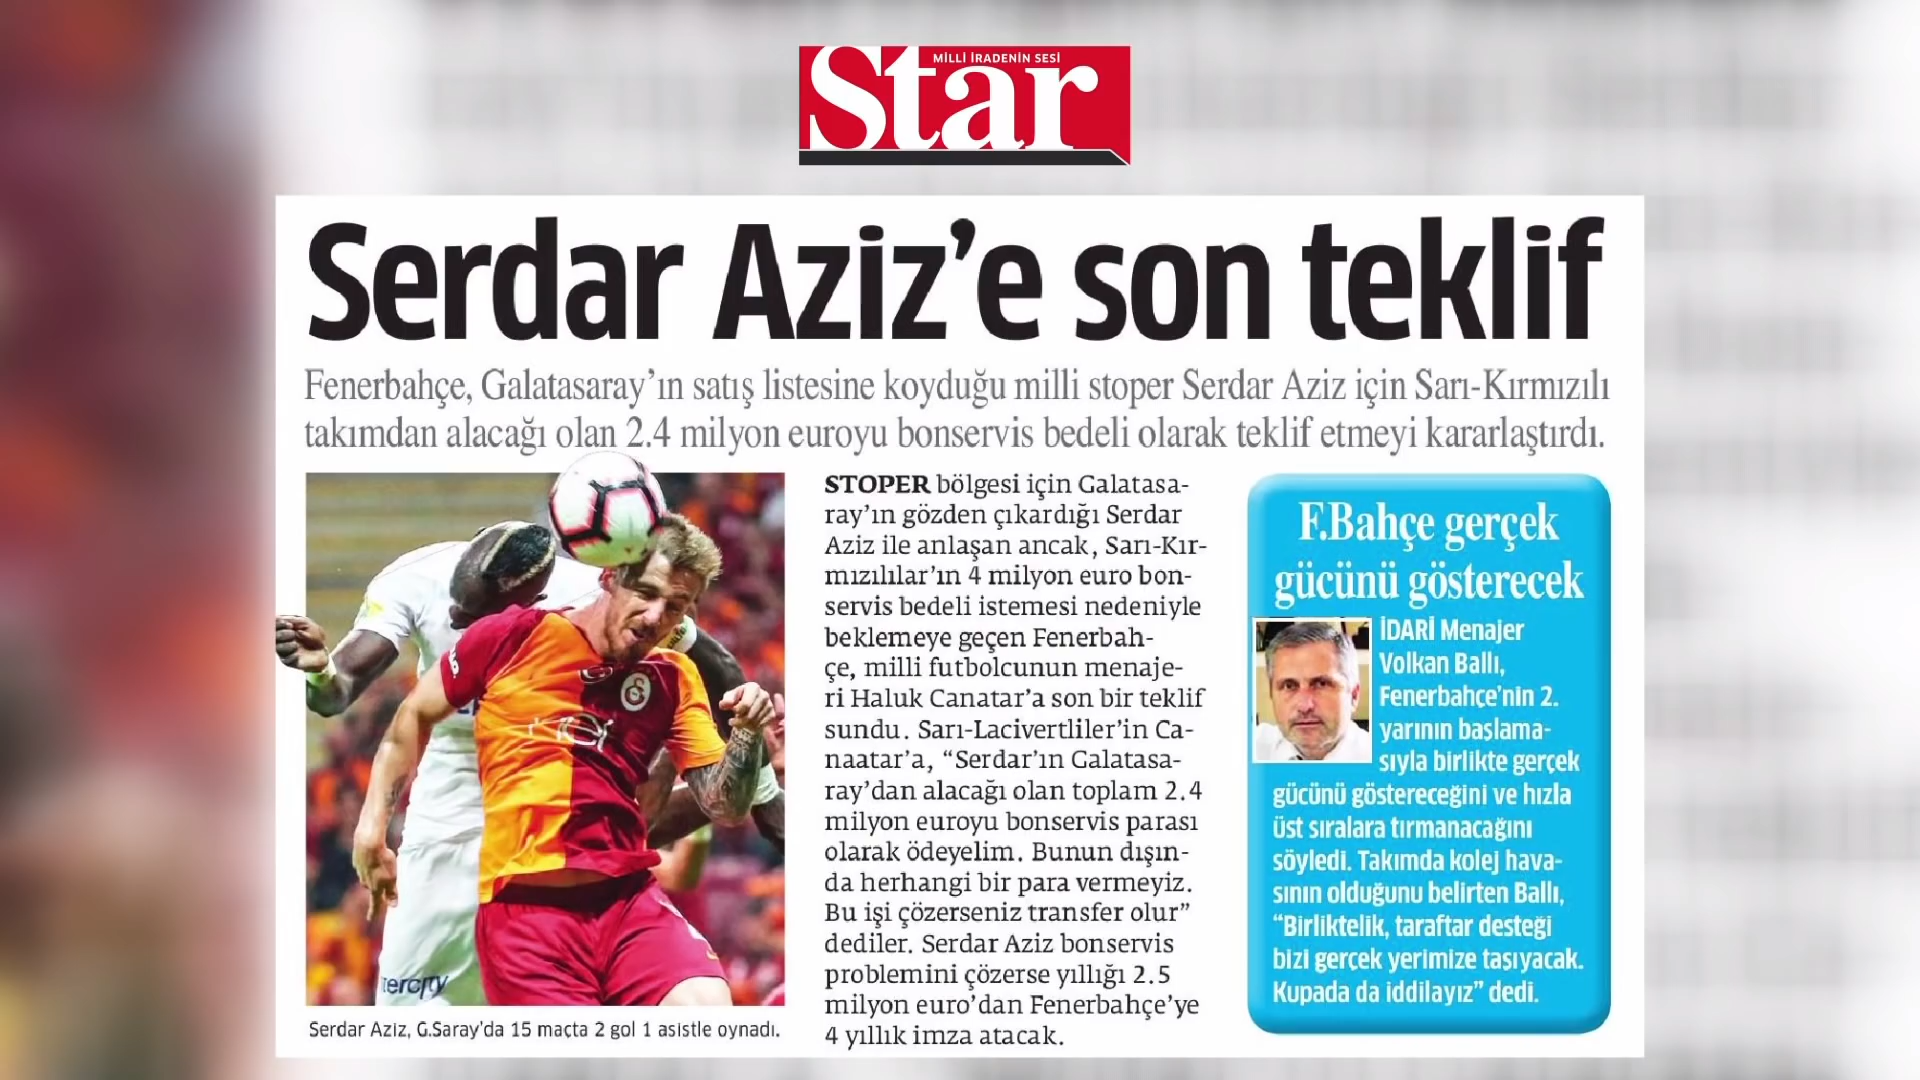 MİLLİ İRADENİN SESİ
Star
Serdar Aziz’e son teklif
Fenerbahçe, Galatasaray’ın satış listesine koyduğu milli stoper Serdar Aziz için Sarı-Kırmızılı
takımdan alacağı olan 2.4 milyon euroyu bonservis bedeli olarak teklif etmeyi kararlaştırdı.
Serdar Aziz, G.Saray’da 15 maçta 2 gol 1 asistle oynadı.
STOPER bölgesi için Galatasa-
ray’ın gözden çıkardığı Serdar
Aziz ile anlaşan ancak, Sarı-Kır-
mızılılar’ın 4 milyon euro bon-
servis bedeli istemesi nedeniyle
beklemeye geçen Fenerbah-
çe, milli futbolcunun menaje-
ri Haluk Canatar’a son bir teklif
sundu. Sarı-Lacivertliler’in Ca-
naatar’a, “Serdar’ın Galatasa-
ray’dan alacağı olan toplam 2.4
milyon euroyu bonservis parası
olarak ödeyelim. Bunun dışın-
da herhangi bir para vermeyiz.
Bu işi çözerseniz transfer olur”
dediler. Serdar Aziz bonservis
problemini çözerse yıllığı 2.5
milyon euro’dan Fenerbahçe’ye
4 yıllık imza atacak.
F.Bahçe gerçek
gücünü gösterecek
İDARİ Menajer
Volkan Ballı,
Fenerbahçe’nin 2.
yarının başlama-
sıyla birlikte gerçek
gücünü göstereceğini ve hızla
üst sıralara tırmanacağını
söyledi. Takımda kolej hava-
sının olduğunu belirten Ballı,
“Birliktelik, taraftar desteği
bizi gerçek yerimize taşıyacak.
Kupada da iddilayız” dedi.